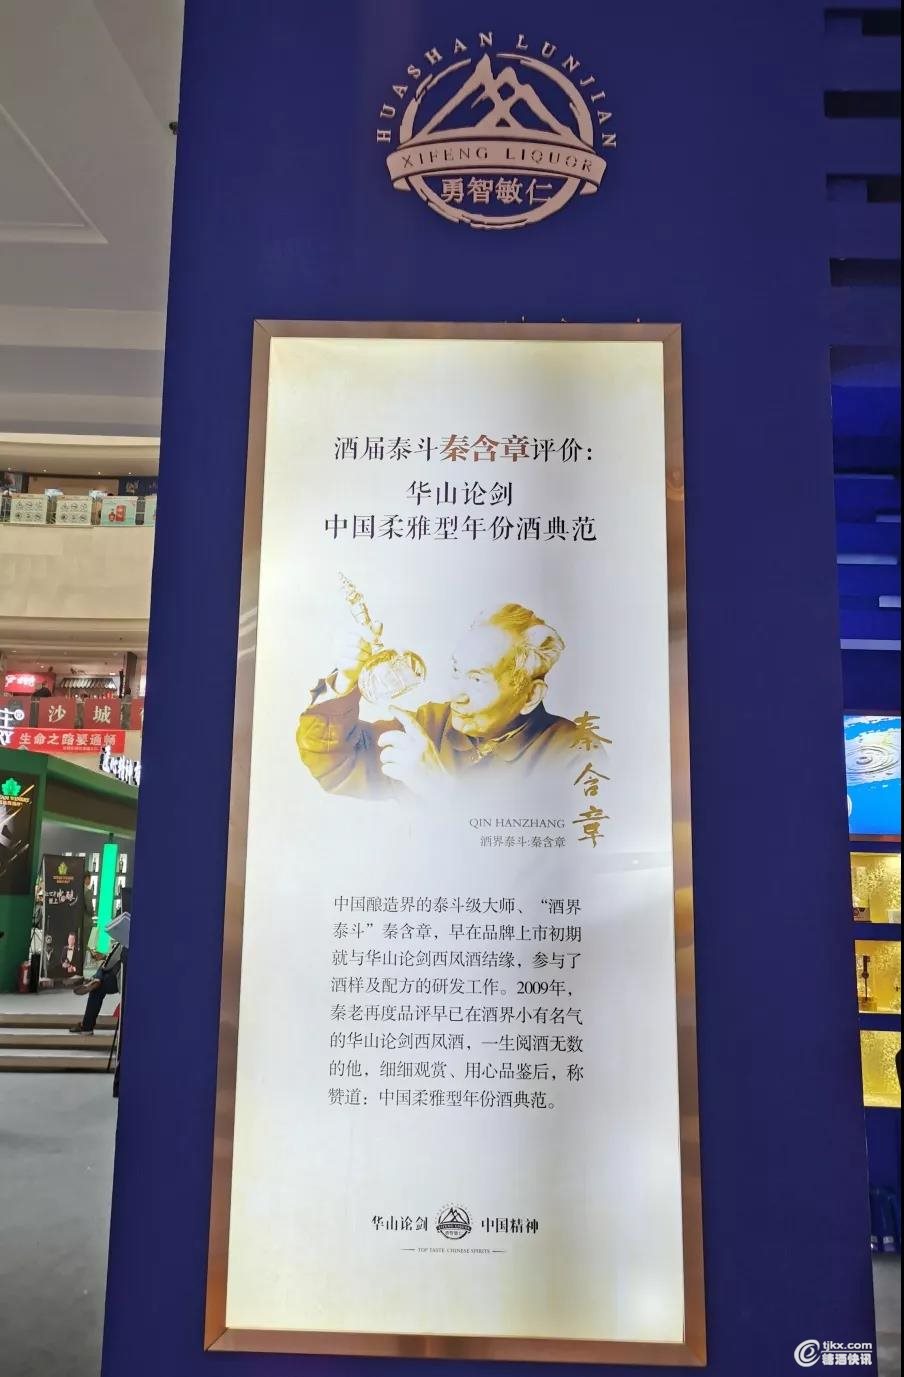 HUASHAN LUNJIAN
XIFENG LIQUOR
勇智敏仁
酒届泰斗秦含章评价：
华山论剑
中国柔雅型年份酒典范
秦含章
QIN HANZHANG
酒界泰斗:秦含章
中国酿造界的泰斗级大师、“酒界
泰斗”秦含章，早在品牌上市初期
就与华山论剑西凤酒结缘，参与了
酒样及配方的研发工作。2009年，
秦老再度品评早已在酒界小有名气
的华山论剑西凤酒，一生阅酒无数
的他，细细观赏、用心品鉴后，称
赞道：中国柔雅型年份酒典范。
华山论剑 中国精神
TOP TASTE CHINESE SPIRITS
沙城
生命之路要通畅
tjkx.com
糖酒快讯